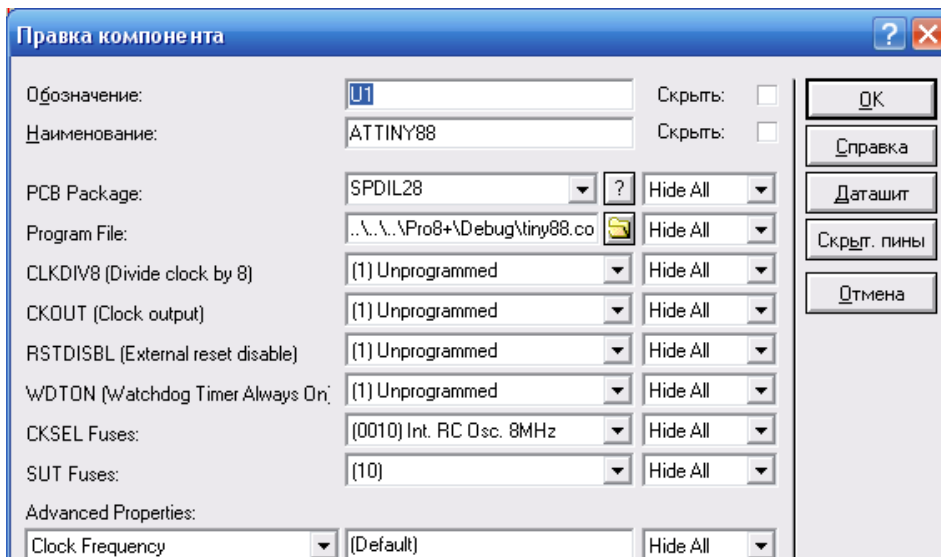 Правка компонента
Обозначение: U1 Скрыть: OK
Наименование: ATTINY88 Скрыть: Справка
PCB Package: SPDIL28 ? Hide All Даташит
Program File: ..\..\..\Pro8+\Debug\tiny88.co Hide All Скрыт. пины
CLKDIV8 (Divide clock by 8) (1) Unprogrammed Hide All Отмена
CKOUT (Clock output) (1) Unprogrammed Hide All
RSTDISBL (External reset disable) (1) Unprogrammed Hide All
WDTON (Watchdog Timer Always On) (1) Unprogrammed Hide All
CKSEL Fuses: (0010) Int. RC Osc. 8MHz Hide All
SUT Fuses: (10) Hide All
Advanced Properties:
Clock Frequency (Default) Hide All